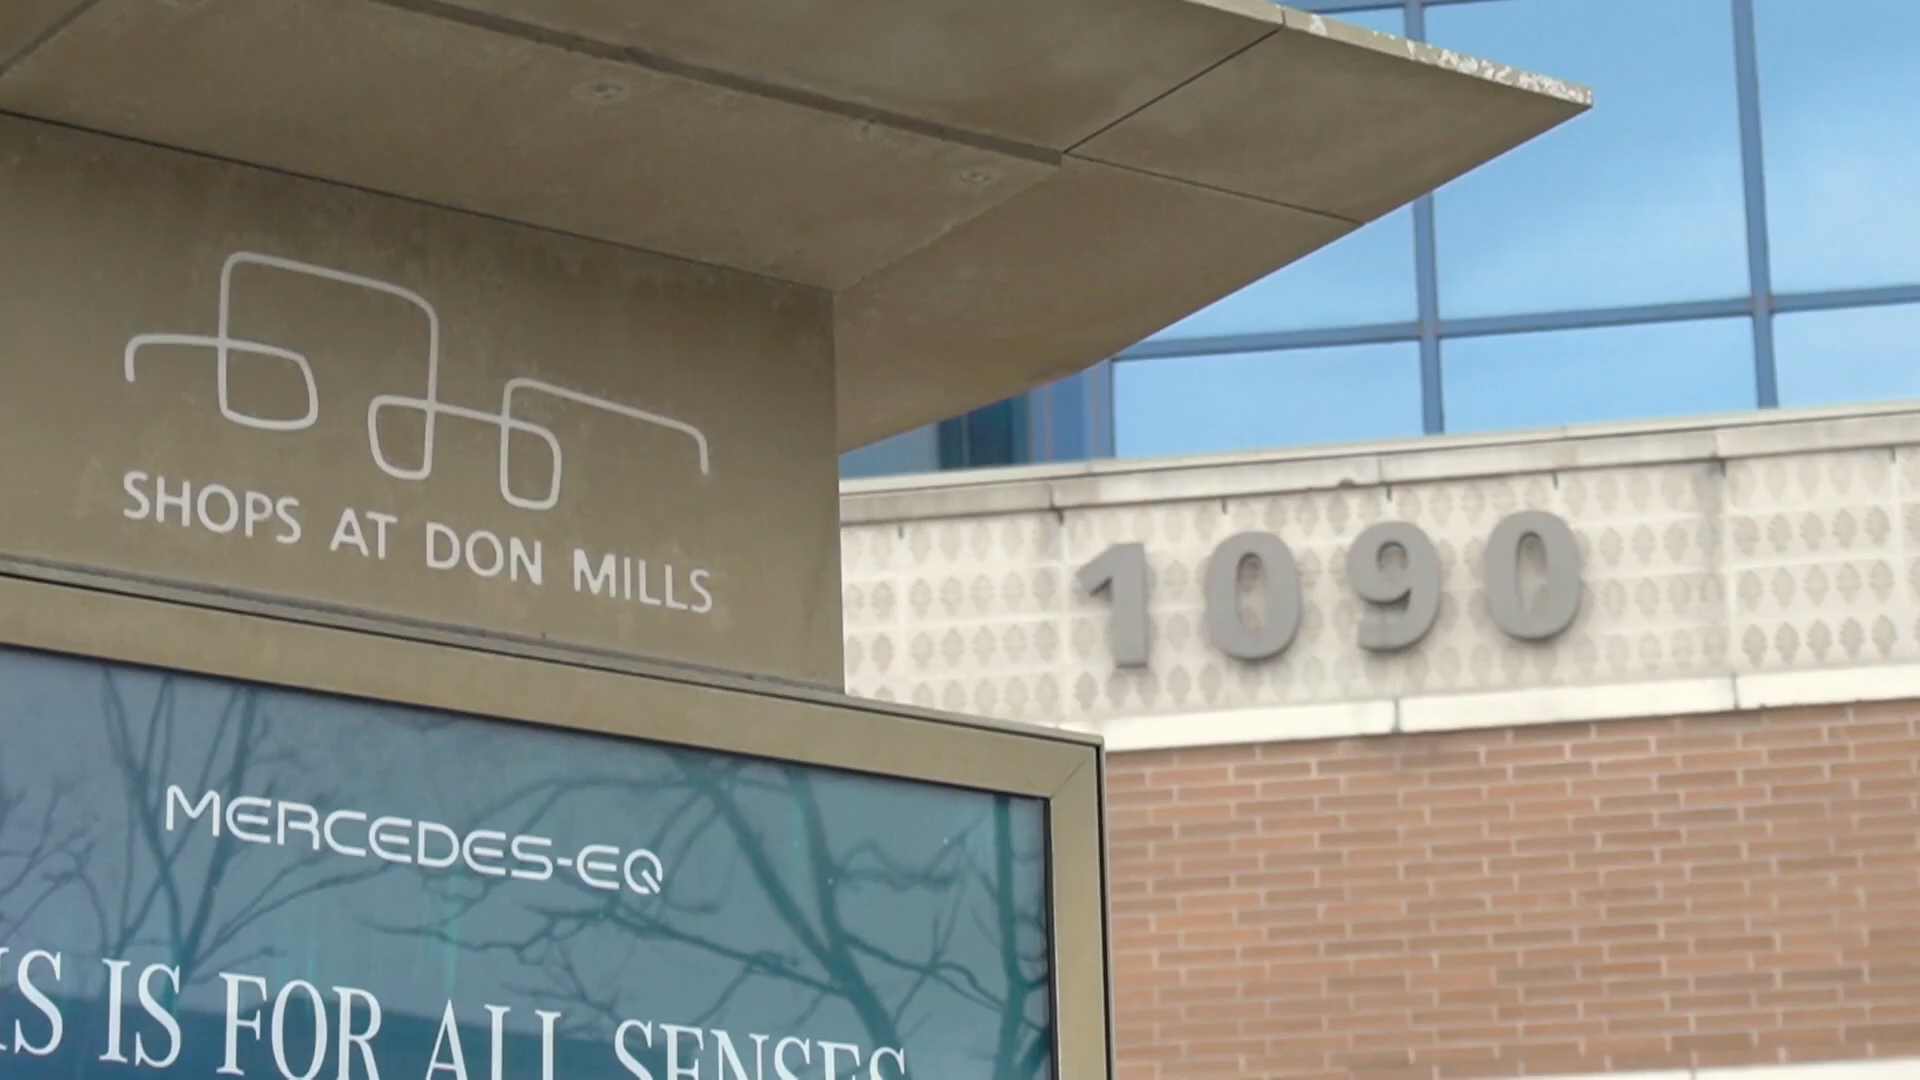 SHOPS AT DON MILLS
1090
MERCEDES-EQ
IS FOR ALL SENSES